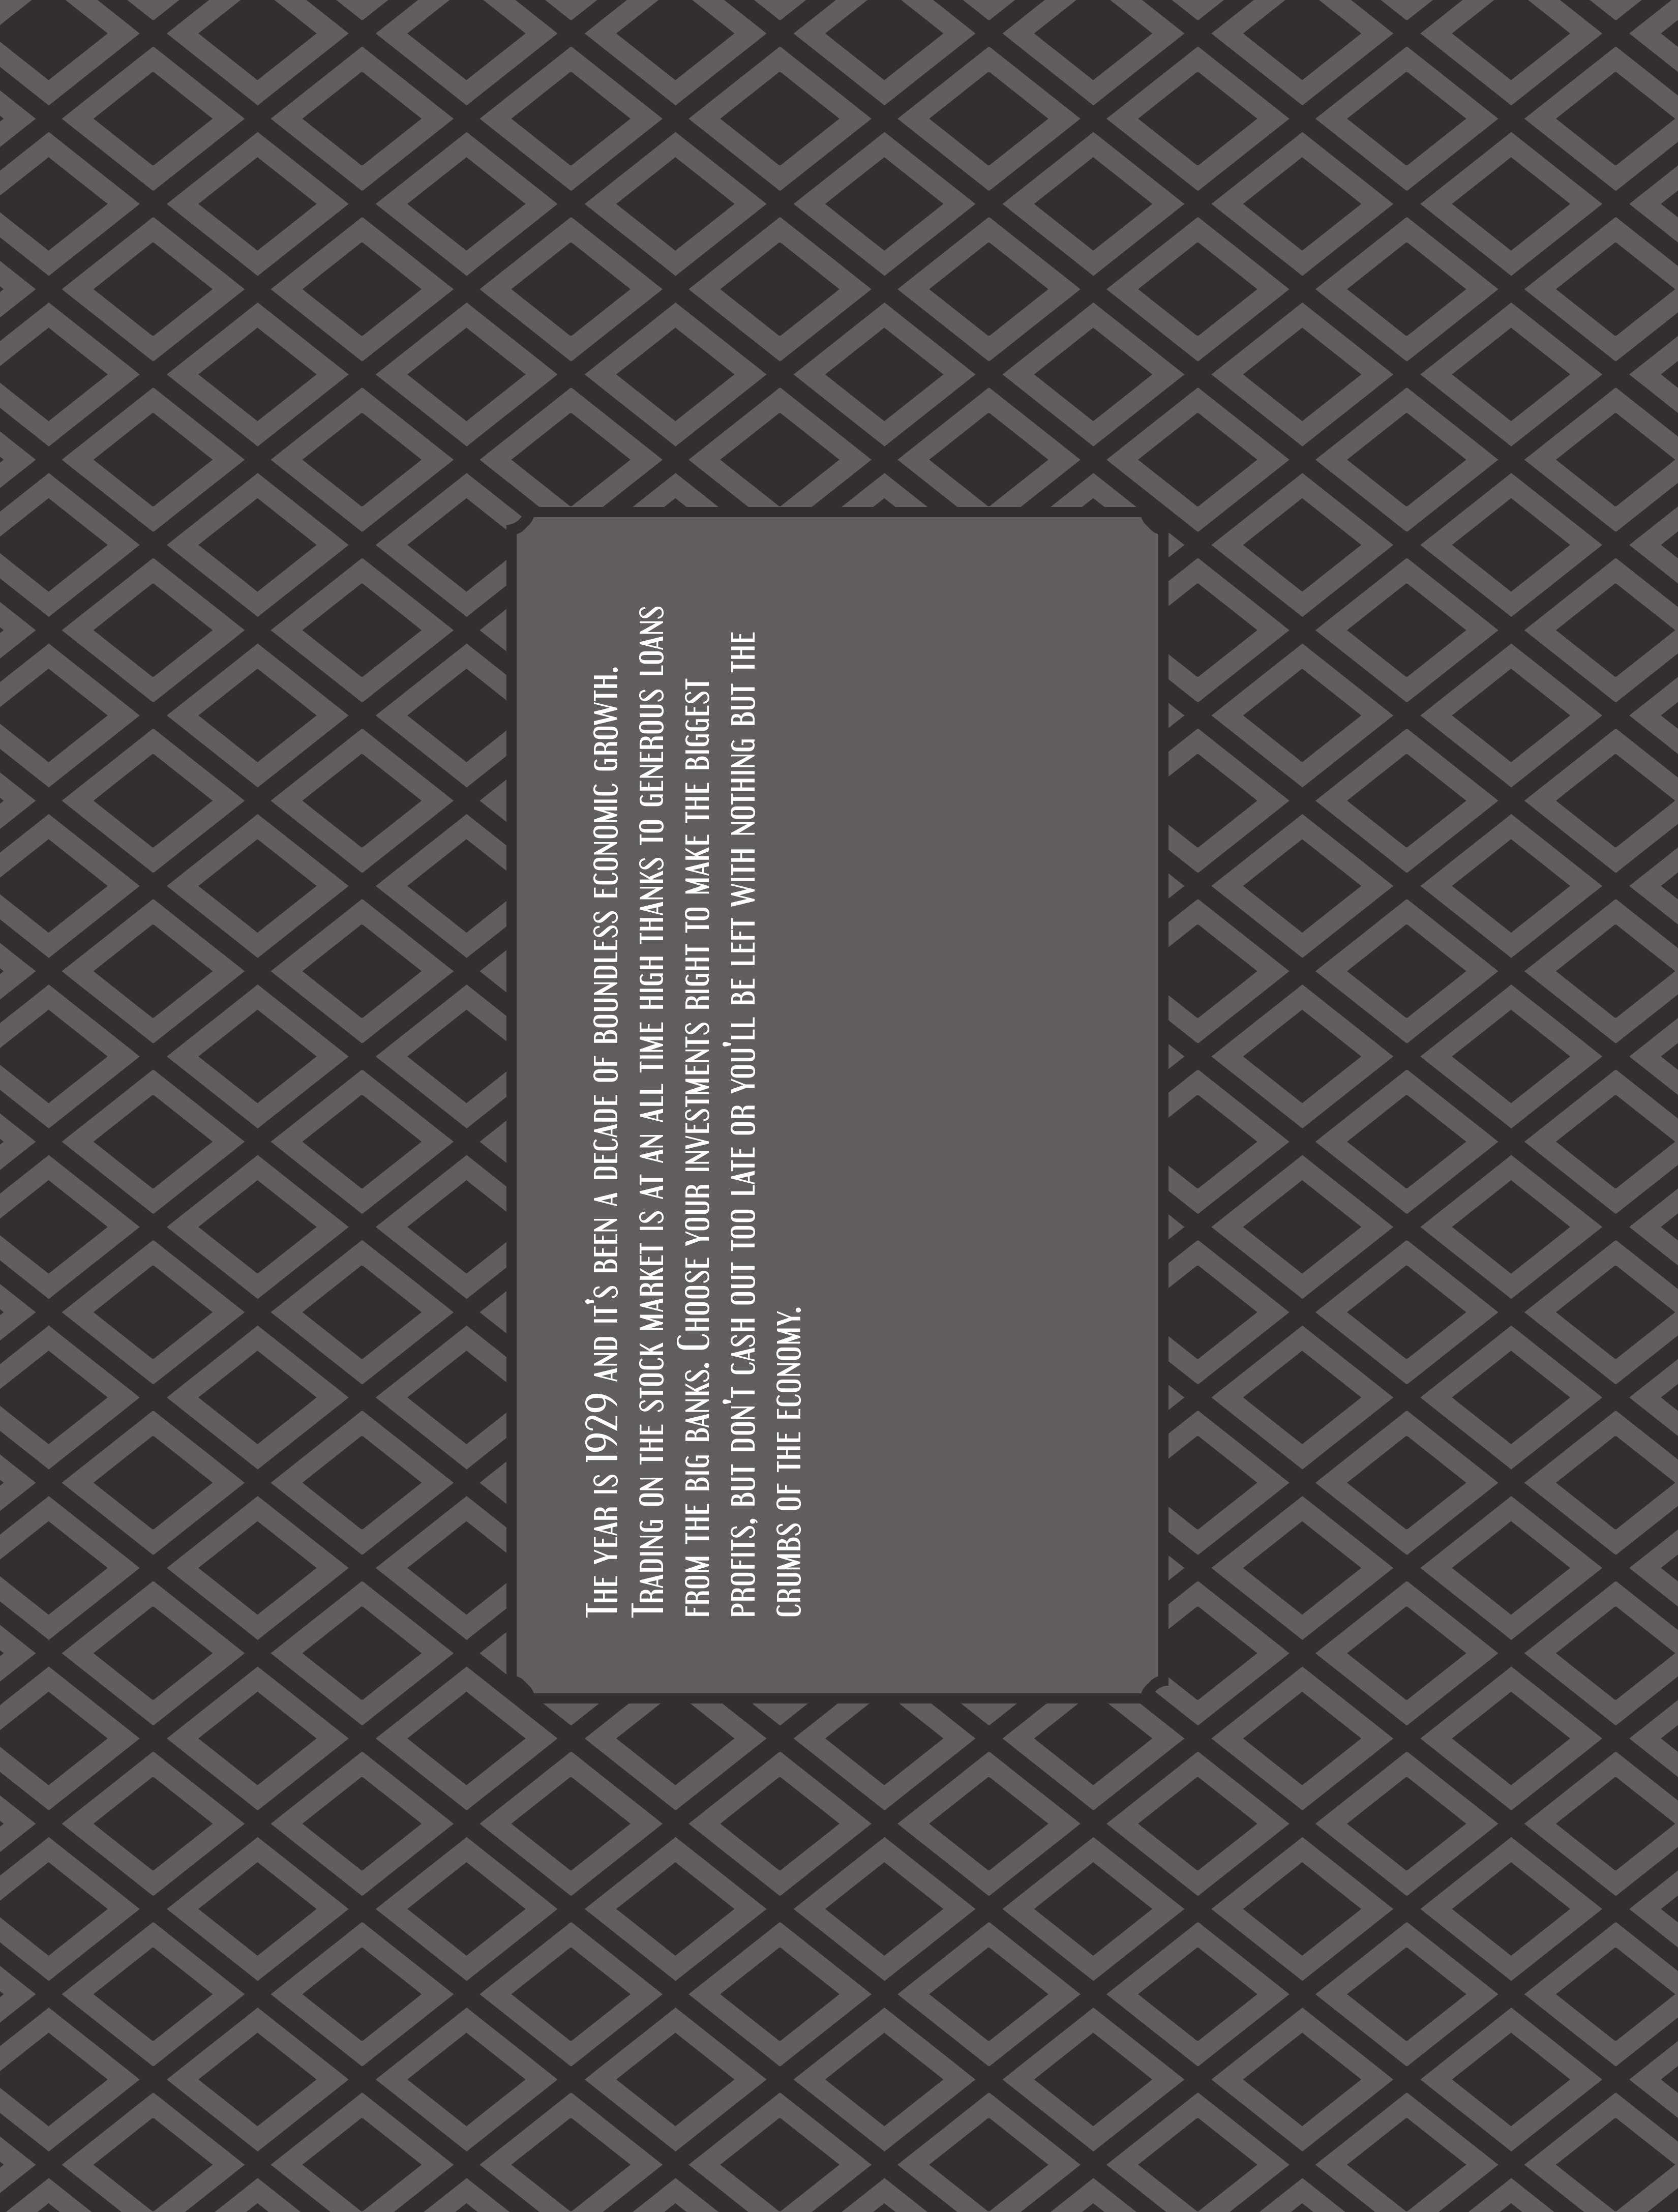 The year is 1929 and it's been a decade of boundless economic growth.
Trading on the stock market is at an all time high thanks to generous loans
from the big banks. Choose your investments right to make the biggest
profits, but don't cash out too late or you'll be left with nothing but the
crumbs of the economy.